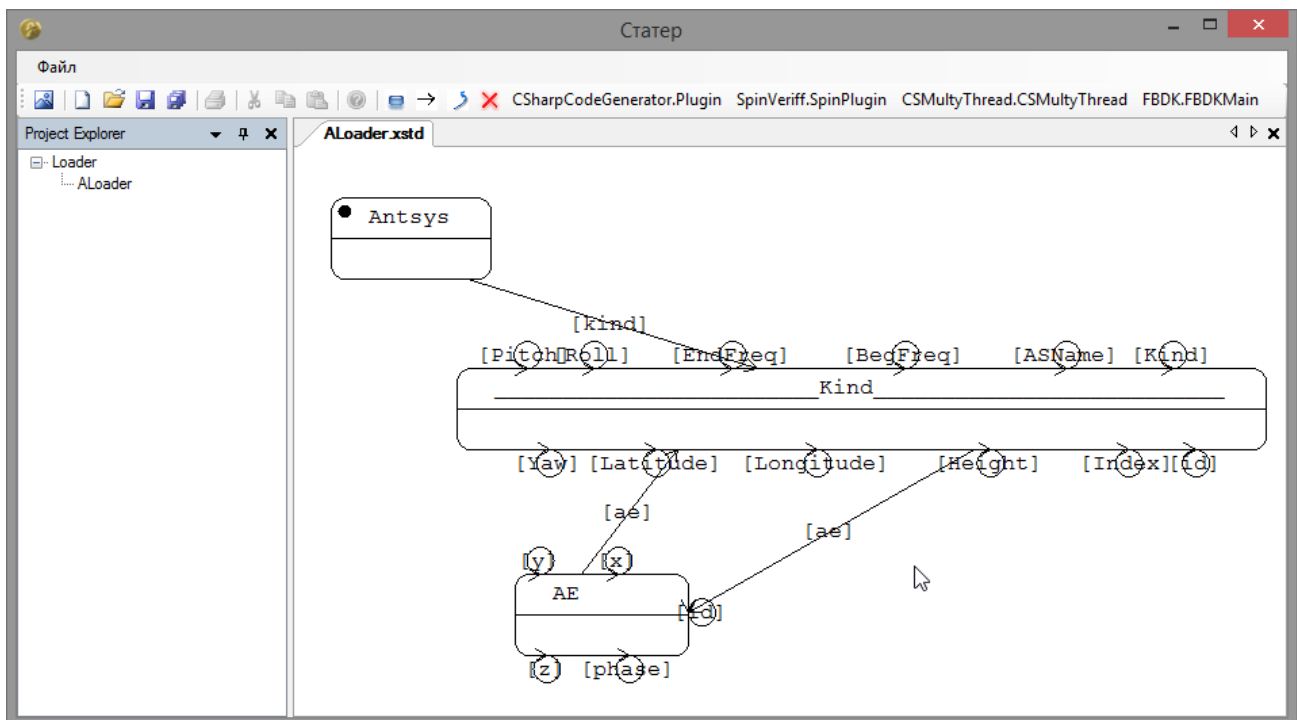 Статер
Файл
CSharpCodeGenerator.Plugin SpinVeriff.SpinPlugin CSMultyThread.CSMultyThread FBDK.FBDKMain
Project Explorer
ALoader.xstd
Loader
ALoader
Antsys
[kind]
[Pitch] [Roll] [EndFreq] [BegFreq] [ASName] [Kind]
Kind
[Yaw] [Latitude] [Longitude] [Height] [Index] [id]
[ae]
[ae]
[y] [x]
AE
[id]
[z] [phase]